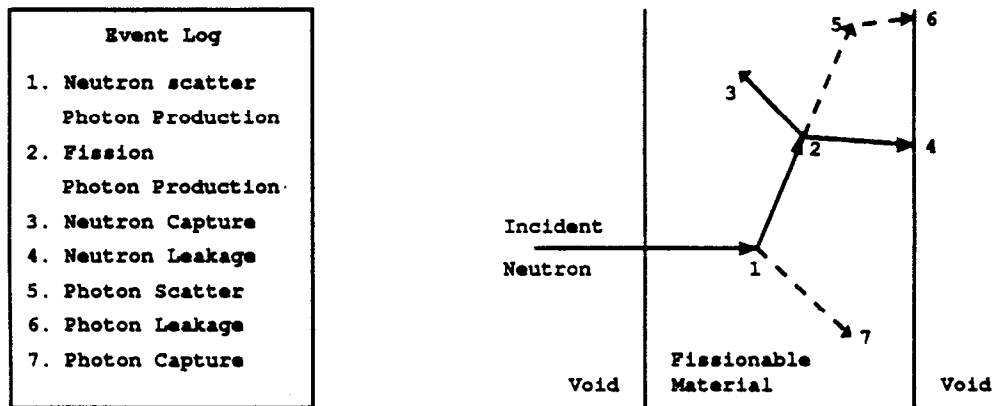 Event Log
1. Neutron scatter
Photon Production
2. Fission
Photon Production
3. Neutron Capture
4. Neutron Leakage
5. Photon Scatter
6. Photon Leakage
7. Photon Capture
5
6
3
2
4
Incident
Neutron
1
7
Void
Fissionable
Material
Void